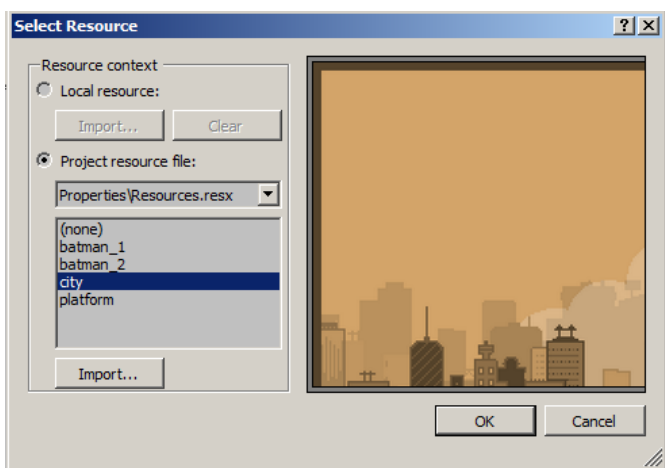 Select Resource
Resource context
Local resource:
Import...
Clear
Project resource file:
Properties\Resources.resx
(none)
batman_1
batman_2
city
platform
Import...
OK
Cancel